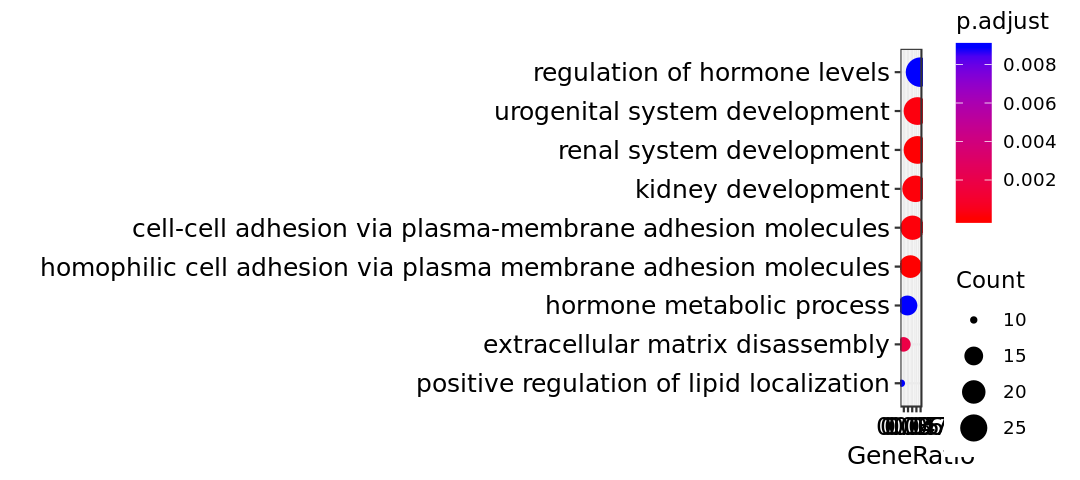 p.adjust
0.008
0.006
0.004
0.002
regulation of hormone levels
urogenital system development
renal system development
kidney development
cell-cell adhesion via plasma-membrane adhesion molecules
homophilic cell adhesion via plasma membrane adhesion molecules
hormone metabolic process
extracellular matrix disassembly
positive regulation of lipid localization
Count
10
15
20
25
GeneRatio